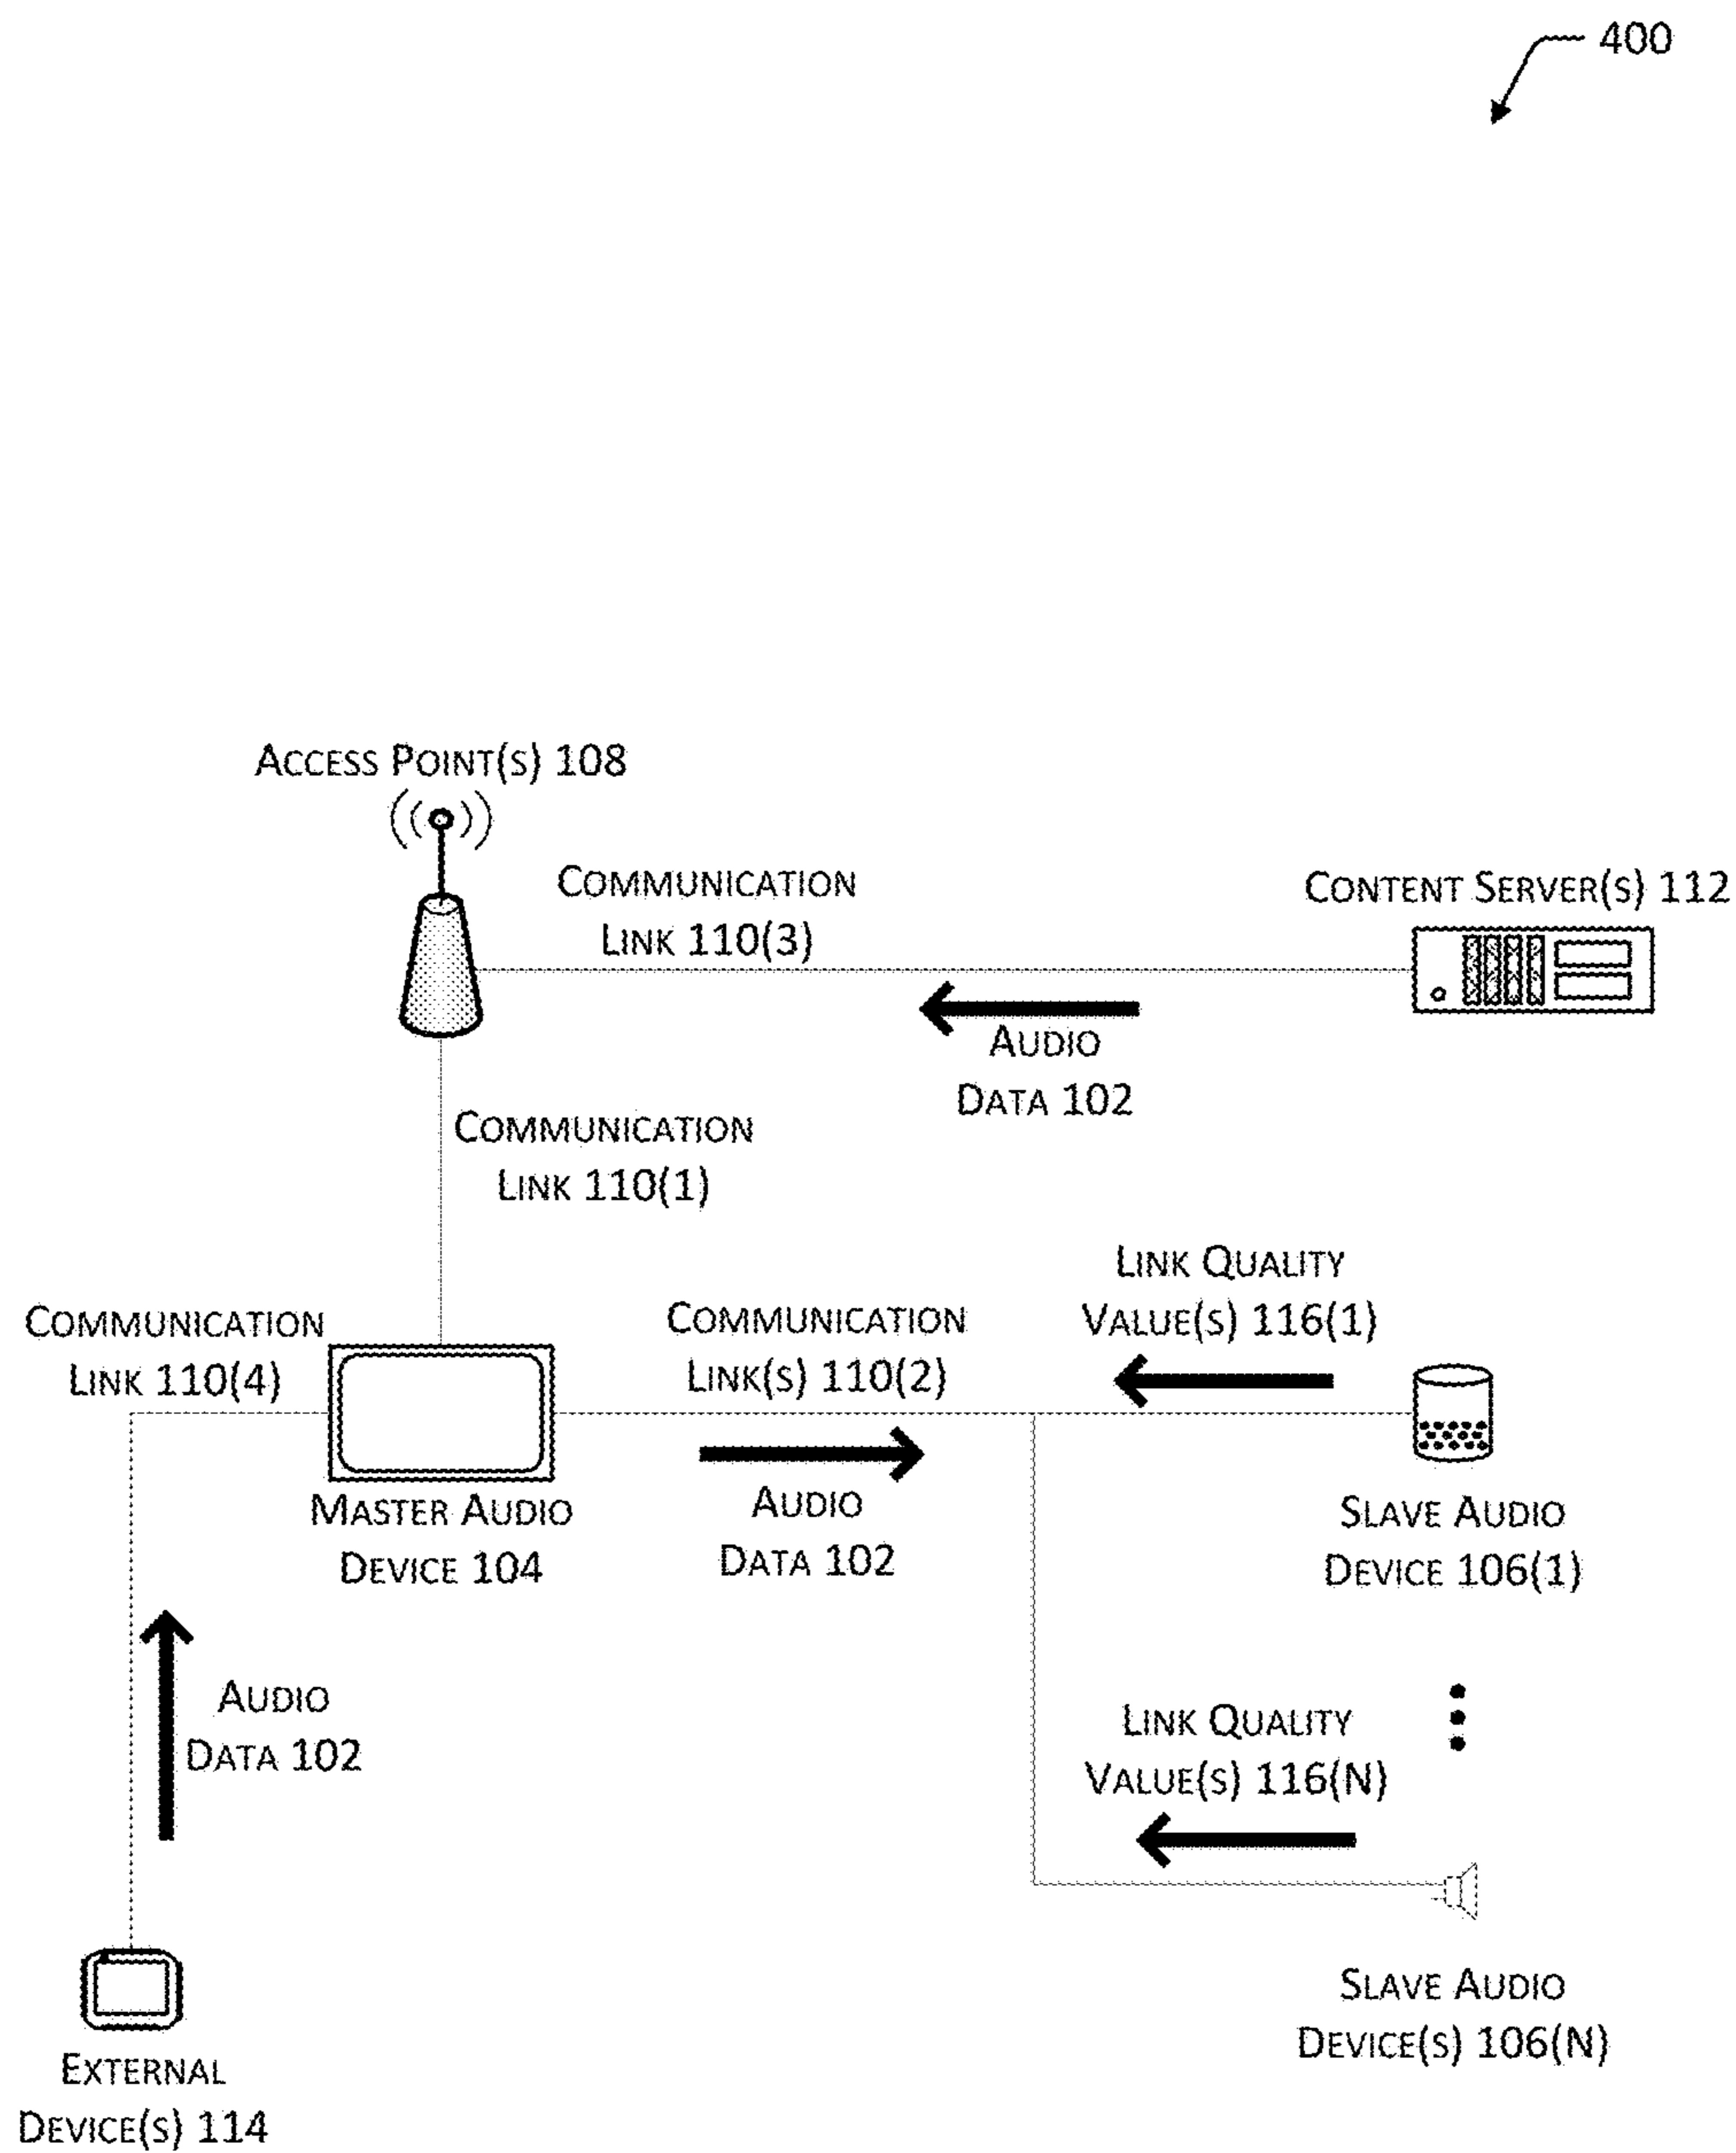 400
Access Point(s) 108
Communication
Link 110(3)
Content Server(s) 112
Audio
Data 102
Communication
Link 110(1)
Link Quality
Value(s) 116(1)
Communication
Link 110(4)
Communication
Link(s) 110(2)
Master Audio
Device 104
Audio
Data 102
Slave Audio
Device 106(1)
Audio
Data 102
Link Quality
Value(s) 116(N)
Slave Audio
Device(s) 106(N)
External
Device(s) 114